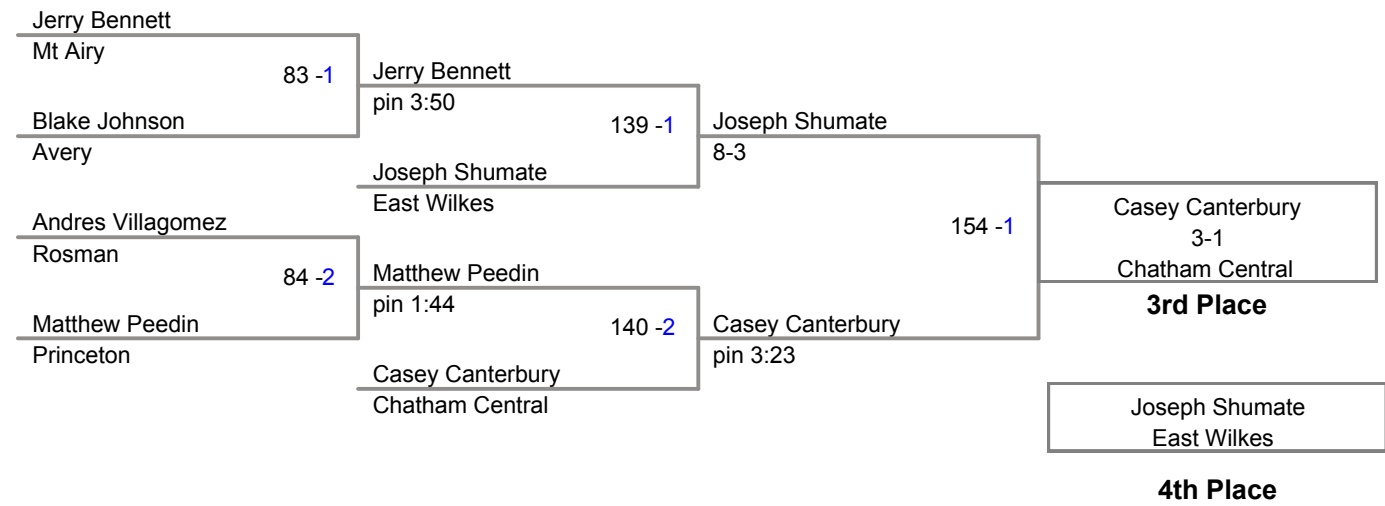 Jerry Bennett
Mt Airy
83 -1
Blake Johnson
Avery
Andres Villagomez
Rosman
84 -2
Matthew Peedin
Princeton
Jerry Bennett
pin 3:50
139 -1
Joseph Shumate
East Wilkes
Matthew Peedin
pin 1:44
140 -2
Casey Canterbury
Chatham Central
Joseph Shumate
8-3
154 -1
Casey Canterbury
pin 3:23
Casey Canterbury
3-1
Chatham Central
3rd Place
Joseph Shumate
East Wilkes
4th Place